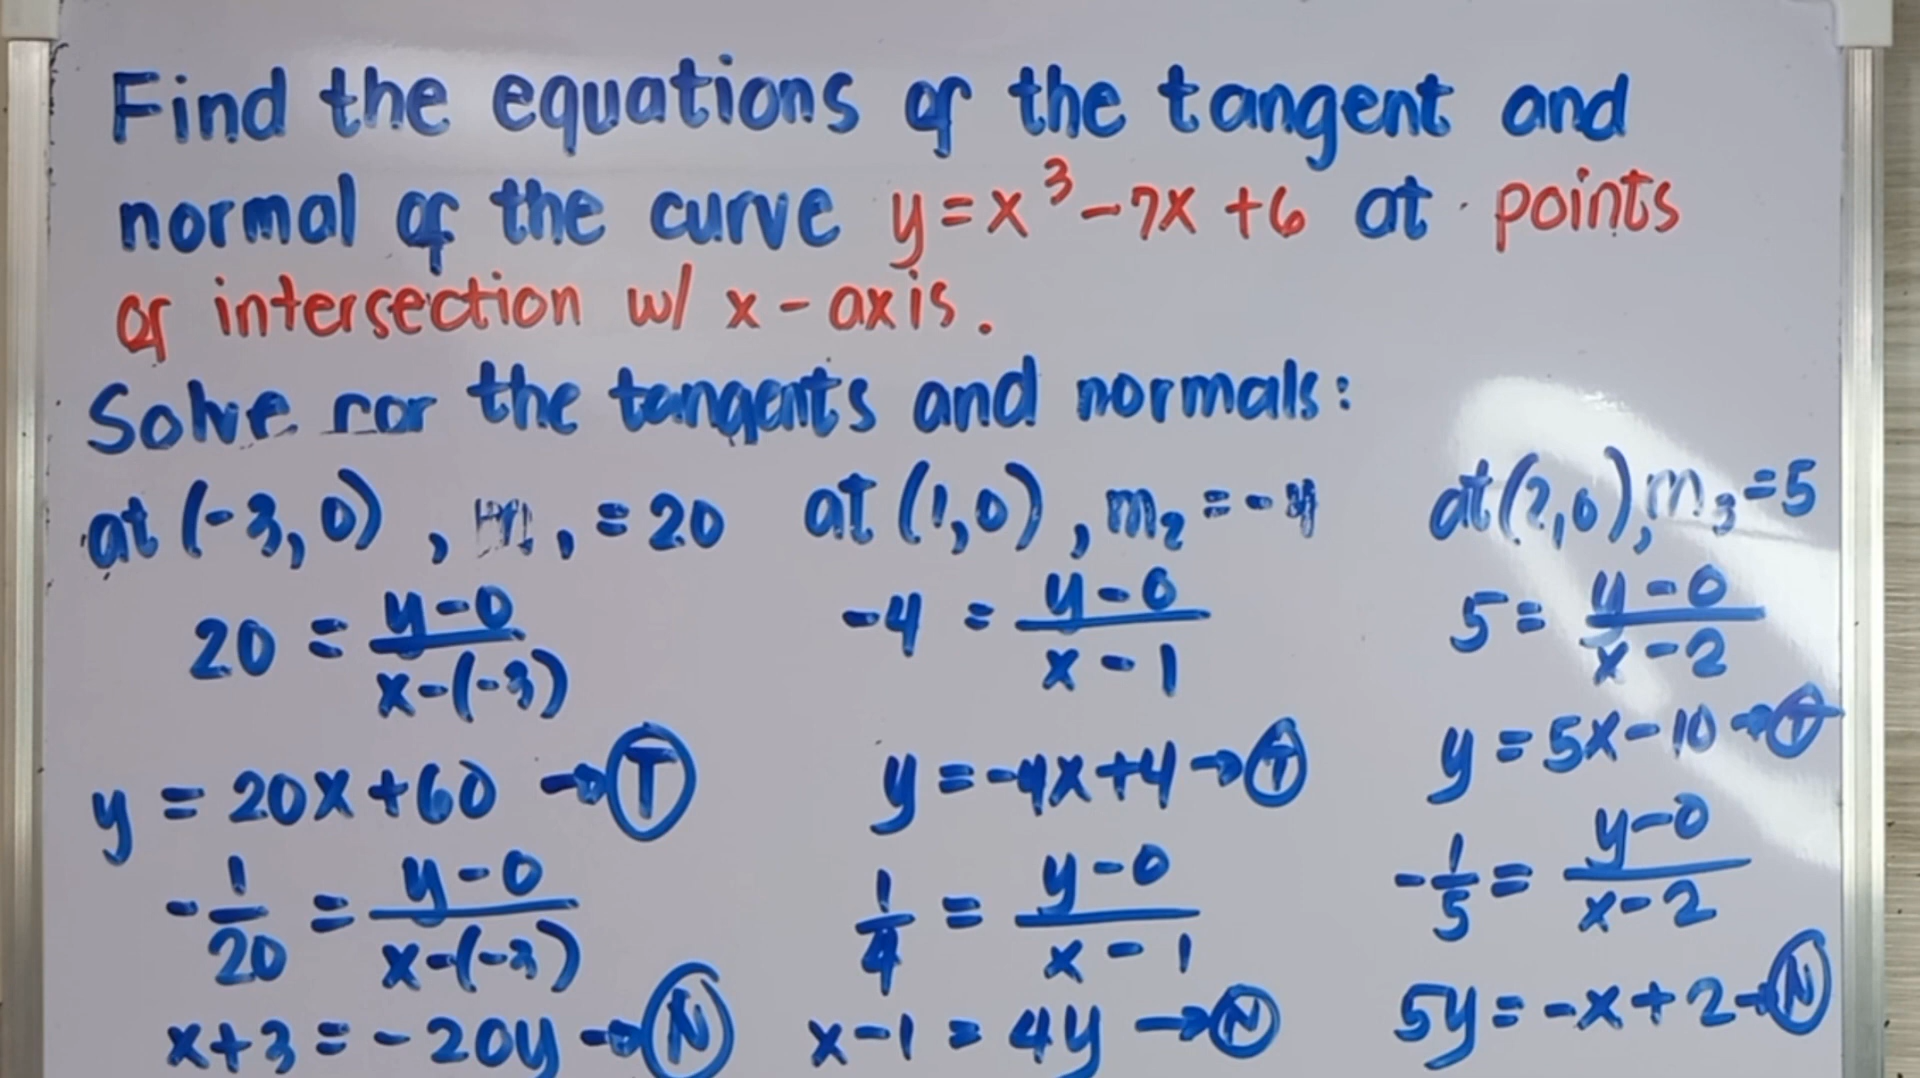 Find the equations of the tangent and
normal of the curve y=x³-7x+6 at points
of intersection w/ x-axis.
Solve for the tangents and normals:
at (-3,0), m₁=20
20 = y-0 / x-(-3)
y = 20x+60 → T
-1/20 = y-0 / x-(-3)
x+3 = -20y → N
at (1,0), m₂=-4
-4 = y-0 / x-1
y = -4x+4 → T
1/4 = y-0 / x-1
x-1 = 4y → N
at (2,0), m₃=5
5 = y-0 / x-2
y = 5x-10 → T
-1/5 = y-0 / x-2
5y = -x+2 → N